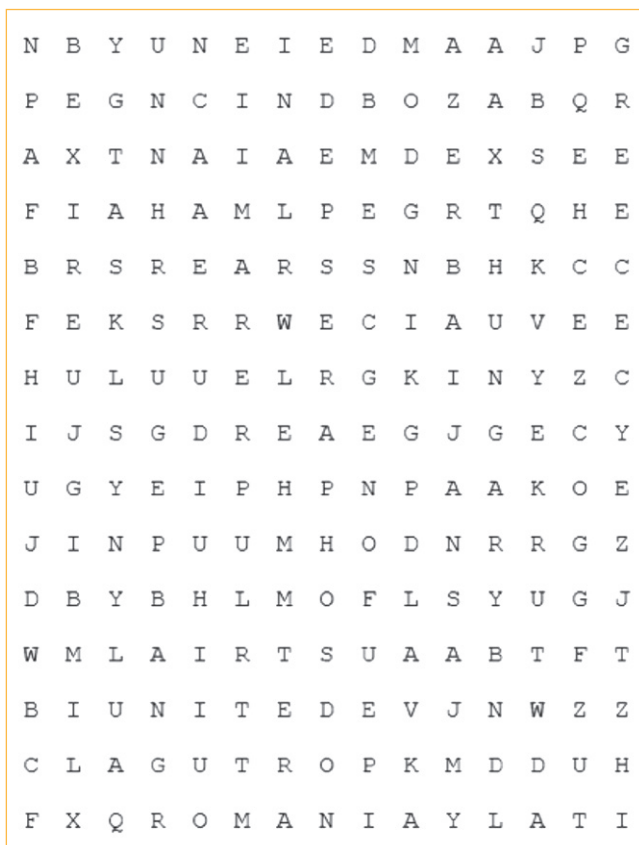 N B Y U N E I E D M A A J P G
P E G N C I N D B O Z A B Q R
A X T N A I A E M D E X S E E
F I A H A M L P E G R T Q H E
B R S R E A R S S N B H K C C
F E K S R R W E C I A U V E E
H U L U U E L R G K I N Y Z C
I J S G D R E A E G J G E C Y
U G Y E I P H P N P A A K O E
J I N P U U M H O D N R R G Z
D B Y B H L M O F L S Y U G J
W M L A I R T S U A A B T F T
B I U N I T E D E V J N W Z Z
C L A G U T R O P K M D D U H
F X Q R O M A N I A Y L A T I